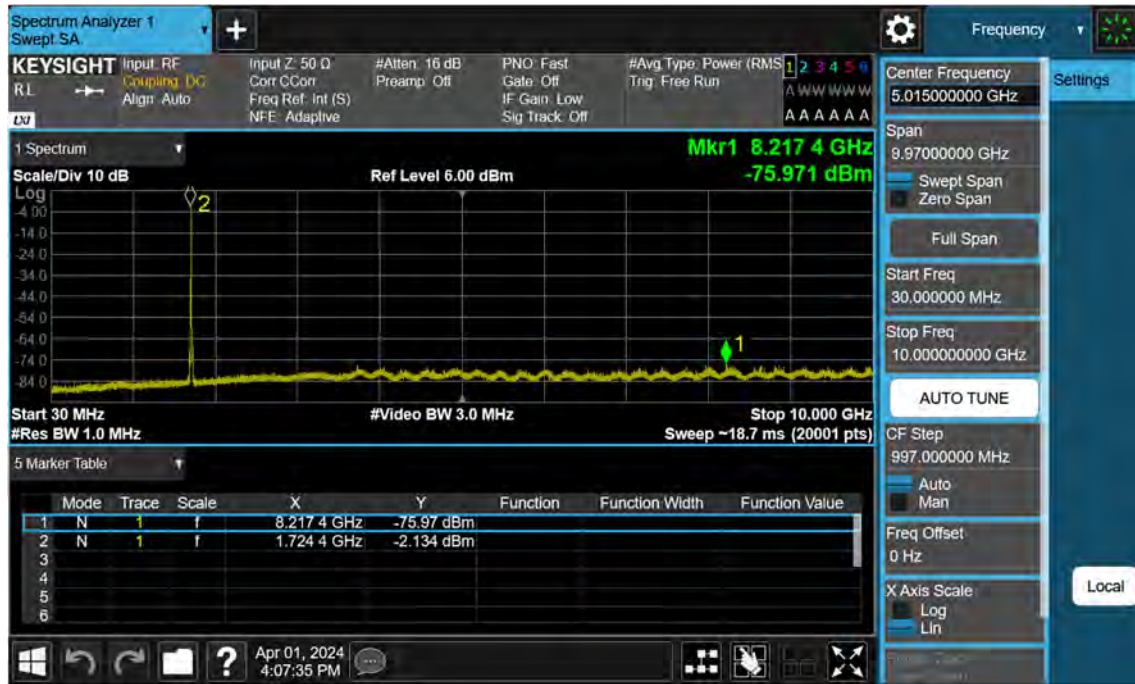 Spectrum Analyzer 1
Swept SA
+
Frequency
KEYSIGHT
RL
LXI
Input: RF
Coupling: DC
Align: Auto
Input Z: 50 Ω
Corr CCorr
Freq Ref: Int (S)
NFE: Adaptive
#Atten: 16 dB
Preamp: Off
PNO: Fast
Gate: Off
IF Gain: Low
Sig Track: Off
#Avg Type: Power (RMS
Trig: Free Run
1 2 3 4 5 6
A W W W W W
A A A A A A
1 Spectrum
Scale/Div 10 dB
Ref Level 6.00 dBm
Mkr1 8.217 4 GHz
-75.971 dBm
Log
-4.00
-14.0
-24.0
-34.0
-44.0
-54.0
-64.0
-74.0
-84.0
2
1
Start 30 MHz
#Video BW 3.0 MHz
Stop 10.000 GHz
#Res BW 1.0 MHz
Sweep ~18.7 ms (20001 pts)
5 Marker Table
Mode Trace Scale X Y Function Function Width Function Value
1 N 1 f 8.217 4 GHz -75.97 dBm
2 N 1 f 1.724 4 GHz -2.134 dBm
3
4
5
6
?
Apr 01, 2024
4:07:35 PM
Center Frequency
5.015000000 GHz
Settings
Span
9.97000000 GHz
Swept Span
Zero Span
Full Span
Start Freq
30.000000 MHz
Stop Freq
10.000000000 GHz
AUTO TUNE
CF Step
997.000000 MHz
Auto
Man
Freq Offset
0 Hz
X Axis Scale
Log
Lin
Local